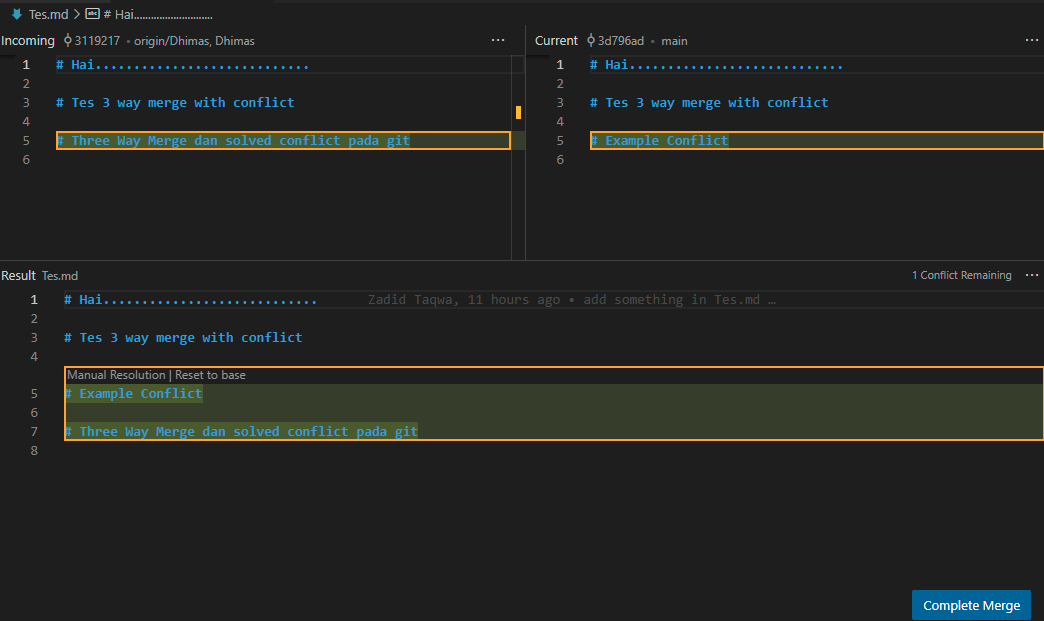 Tes.md > # Hai............................
Incoming 3119217 • origin/Dhimas, Dhimas ...
1 # Hai............................
2
3 # Tes 3 way merge with conflict
4
5 # Three Way Merge dan solved conflict pada git
6
Current 3d796ad • main ...
1 # Hai............................
2
3 # Tes 3 way merge with conflict
4
5 # Example Conflict
6
Result Tes.md 1 Conflict Remaining ...
1 # Hai............................ Zadid Taqwa, 11 hours ago • add something in Tes.md …
2
3 # Tes 3 way merge with conflict
4
Manual Resolution | Reset to base
5 # Example Conflict
6
7 # Three Way Merge dan solved conflict pada git
8
Complete Merge